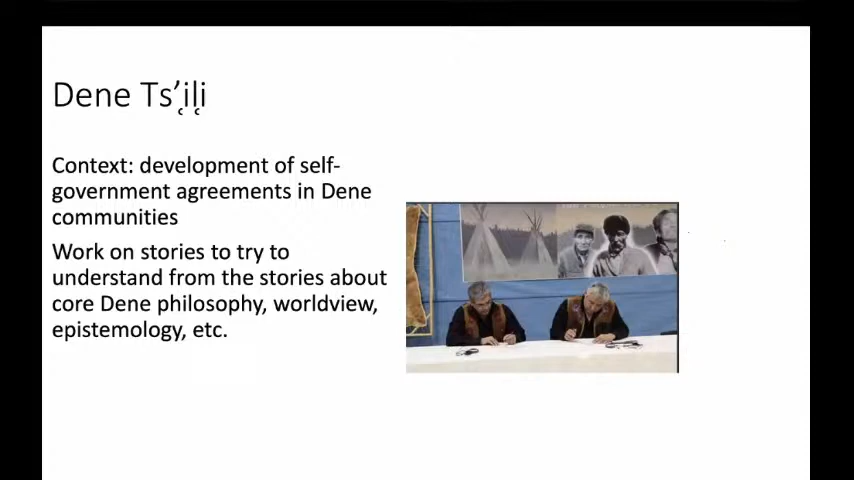 Dene Ts’įlį
Context: development of self-
government agreements in Dene
communities
Work on stories to try to
understand from the stories about
core Dene philosophy, worldview,
epistemology, etc.